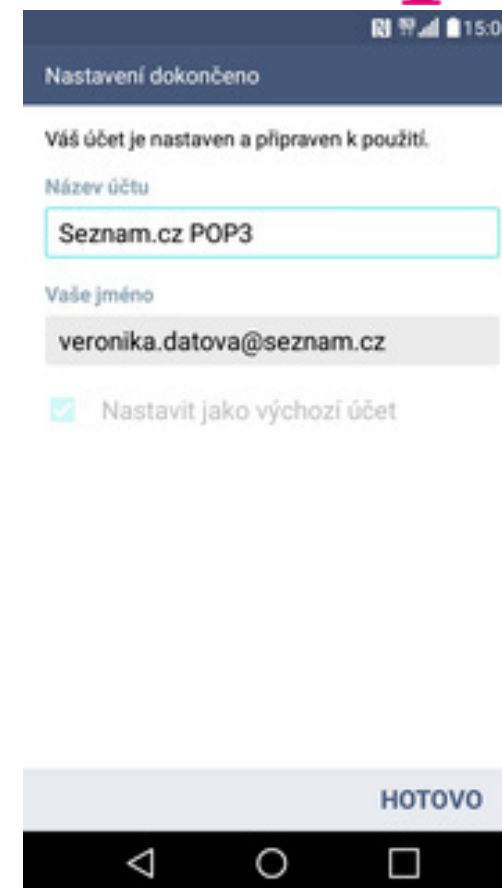 15:0
Nastavení dokončeno
Váš účet je nastaven a připraven k použití.
Název účtu
Seznam.cz POP3
Vaše jméno
veronika.datova@seznam.cz
Nastavit jako výchozí účet
HOTOVO